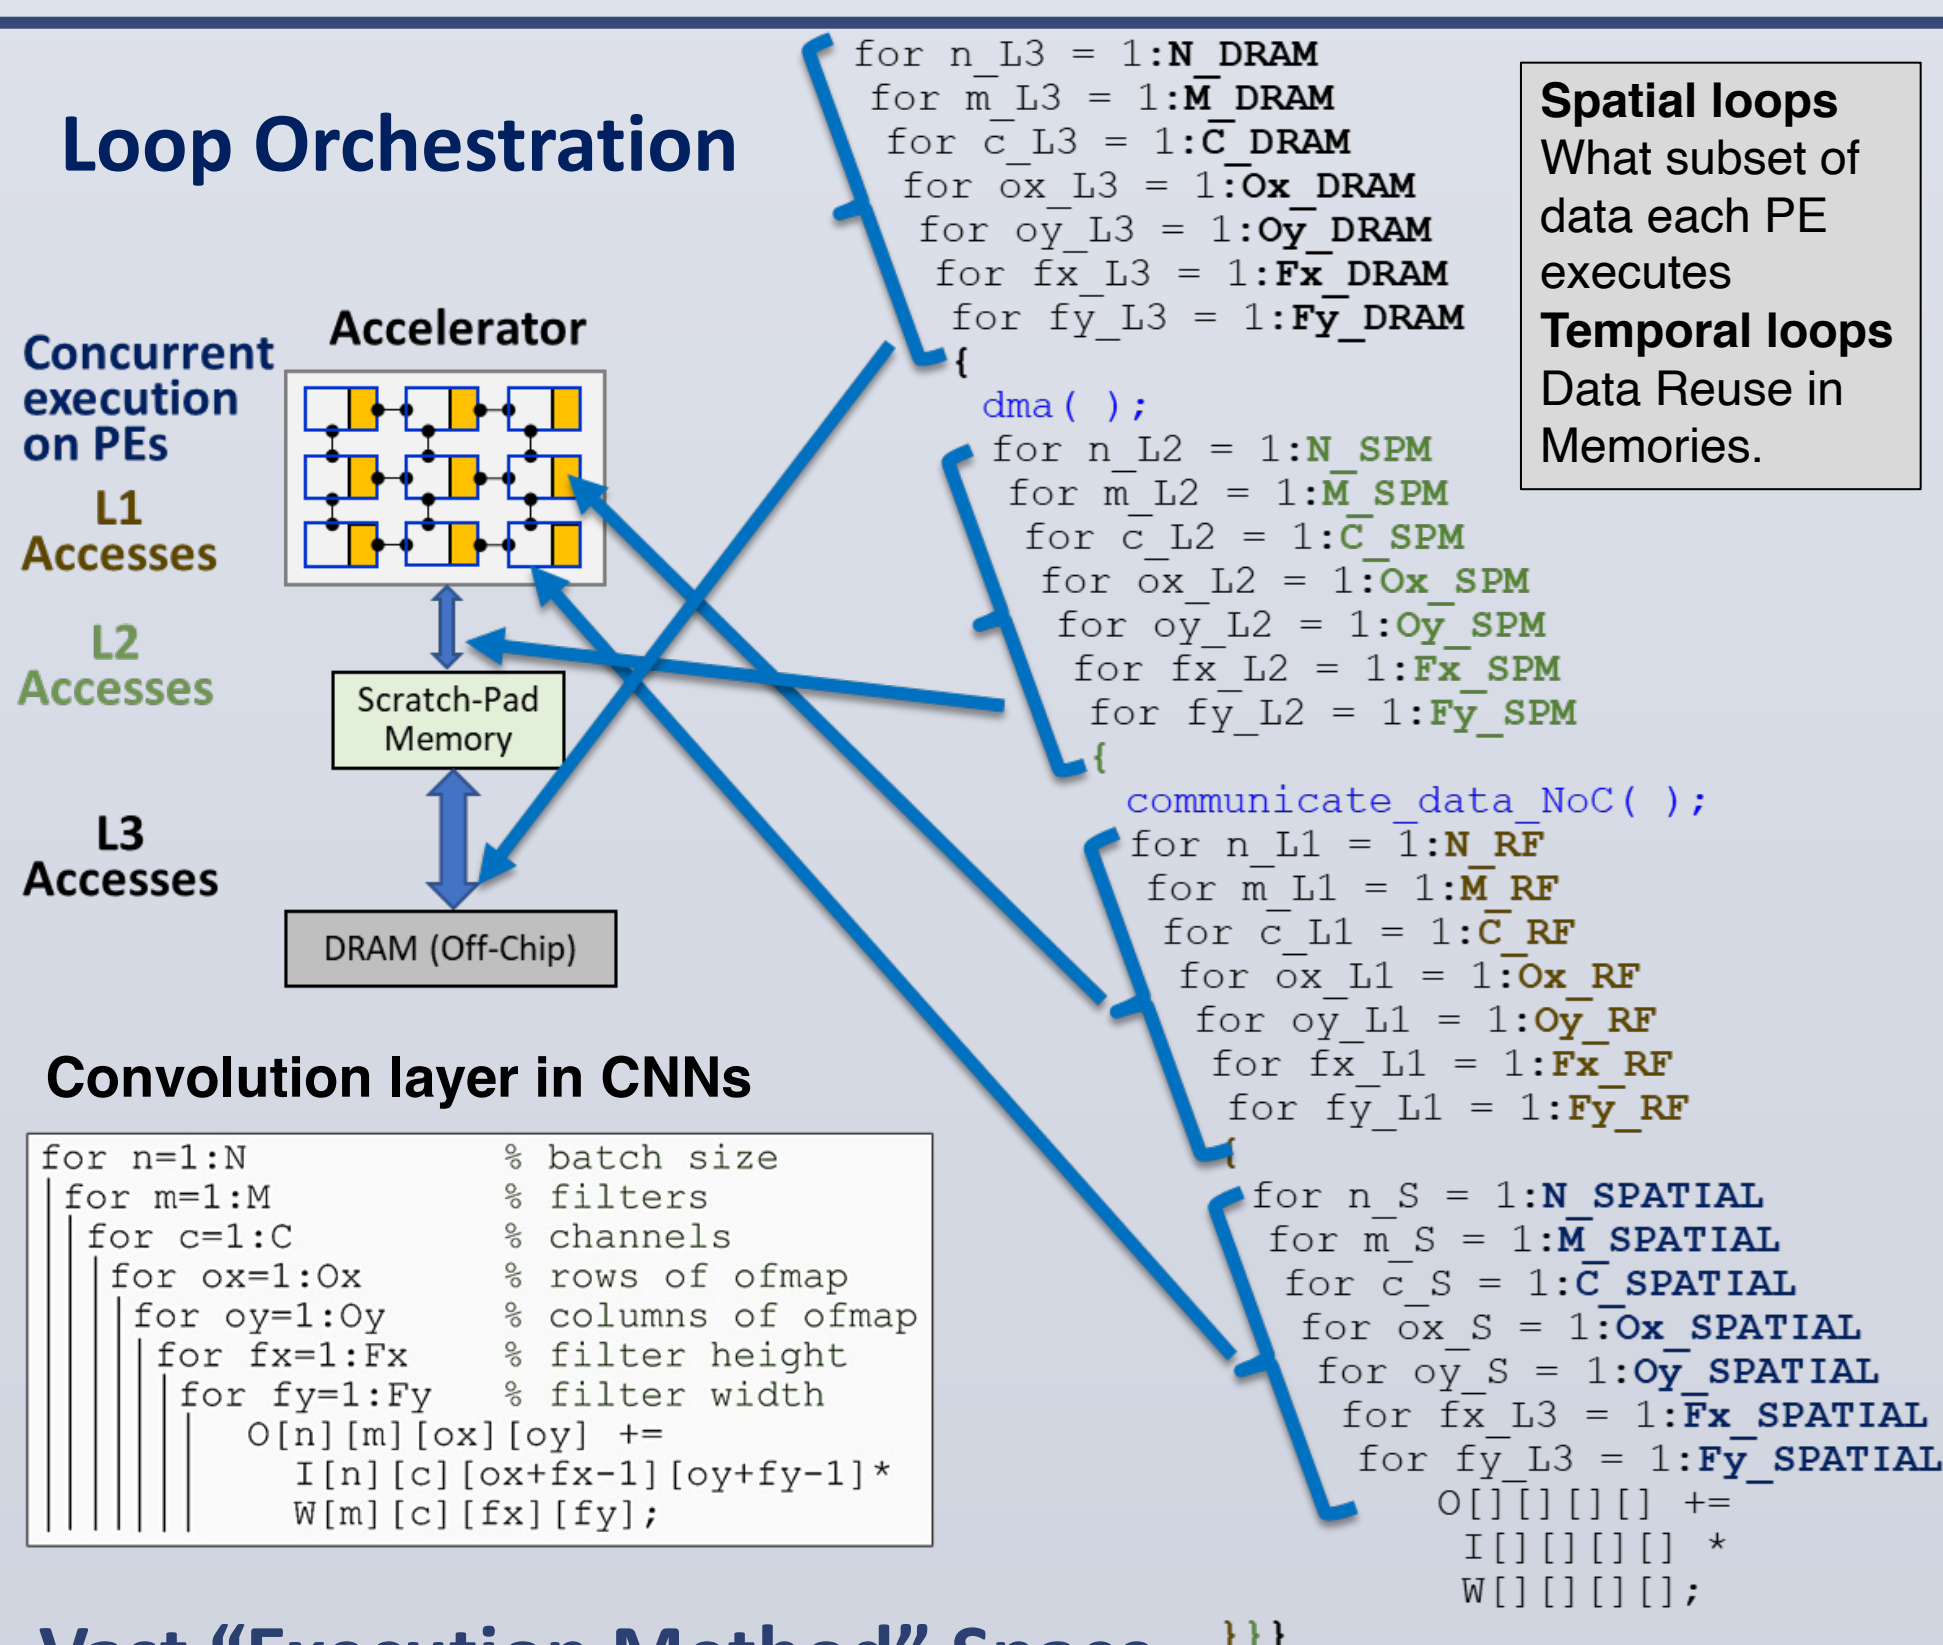 Loop Orchestration
for n_L3 = 1:N_DRAM
for m_L3 = 1:M_DRAM
for c_L3 = 1:C_DRAM
for ox_L3 = 1:Ox_DRAM
for oy_L3 = 1:Oy_DRAM
for fx_L3 = 1:Fx_DRAM
for fy_L3 = 1:Fy_DRAM
{
dma( );
for n_L2 = 1:N_SPM
for m_L2 = 1:M_SPM
for c_L2 = 1:C_SPM
for ox_L2 = 1:Ox_SPM
for oy_L2 = 1:Oy_SPM
for fx_L2 = 1:Fx_SPM
for fy_L2 = 1:Fy_SPM
{
communicate_data_NoC( );
for n_L1 = 1:N_RF
for m_L1 = 1:M_RF
for c_L1 = 1:C_RF
for ox_L1 = 1:Ox_RF
for oy_L1 = 1:Oy_RF
for fx_L1 = 1:Fx_RF
for fy_L1 = 1:Fy_RF
{
for n_S = 1:N_SPATIAL
for m_S = 1:M_SPATIAL
for c_S = 1:C_SPATIAL
for ox_S = 1:Ox_SPATIAL
for oy_S = 1:Oy_SPATIAL
for fx_L3 = 1:Fx_SPATIAL
for fy_L3 = 1:Fy_SPATIAL
O[][][][] +=
I[][][][] *
W[][][][];
}}}
Spatial loops
What subset of
data each PE
executes
Temporal loops
Data Reuse in
Memories.
Accelerator
Concurrent
execution
on PEs
L1
Accesses
L2
Accesses
Scratch-Pad
Memory
L3
Accesses
DRAM (Off-Chip)
Convolution layer in CNNs
for n=1:N % batch size
for m=1:M % filters
for c=1:C % channels
for ox=1:Ox % rows of ofmap
for oy=1:Oy % columns of ofmap
for fx=1:Fx % filter height
for fy=1:Fy % filter width
O[n][m][ox][oy] +=
I[n][c][ox+fx-1][oy+fy-1]*
W[m][c][fx][fy];
Vast “Execution Method” Space